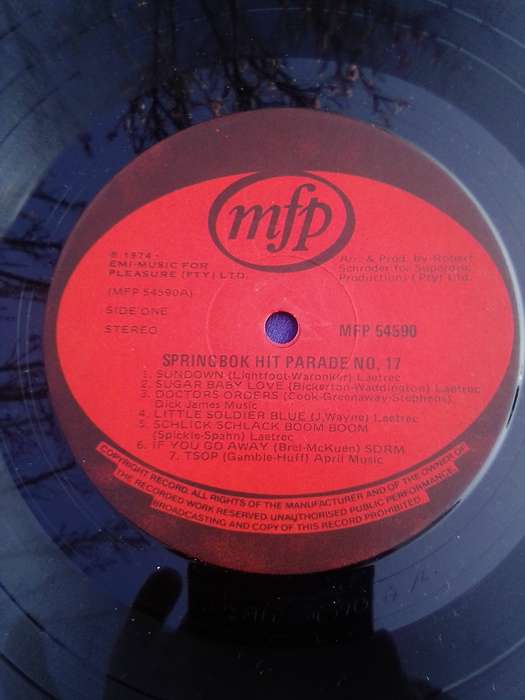 mfp
℗ 1974 -
EMI-MUSIC FOR
PLEASURE (PTY) LTD.
Arr. & Prod. by Robert
Schroder for Superdisc
Productions (Pty) Ltd.
(MFP 54590A)
SIDE ONE
STEREO
MFP 54590
SPRINGBOK HIT PARADE NO. 17
1. SUNDOWN (Lightfoot-Waronker) Laetrec
2. SUGAR BABY LOVE (Bickerton-Waddington) Laetrec
3. DOCTORS ORDERS (Cook-Greenaway-Stephens)
Dick James Music
4. LITTLE SOLDIER BLUE (J. Wayne) Laetrec
5. SCHLICK SCHLACK BOOM BOOM
(Spickie-Spahn) Laetrec
6. IF YOU GO AWAY (Brel-McKuen) SDRM
7. TSOP (Gamble-Huff) April Music
COPYRIGHT RECORD. ALL RIGHTS OF THE MANUFACTURER AND OF THE OWNER OF
THE RECORDED WORK RESERVED. UNAUTHORISED PUBLIC PERFORMANCE,
BROADCASTING AND COPY OF THIS RECORD PROHIBITED.